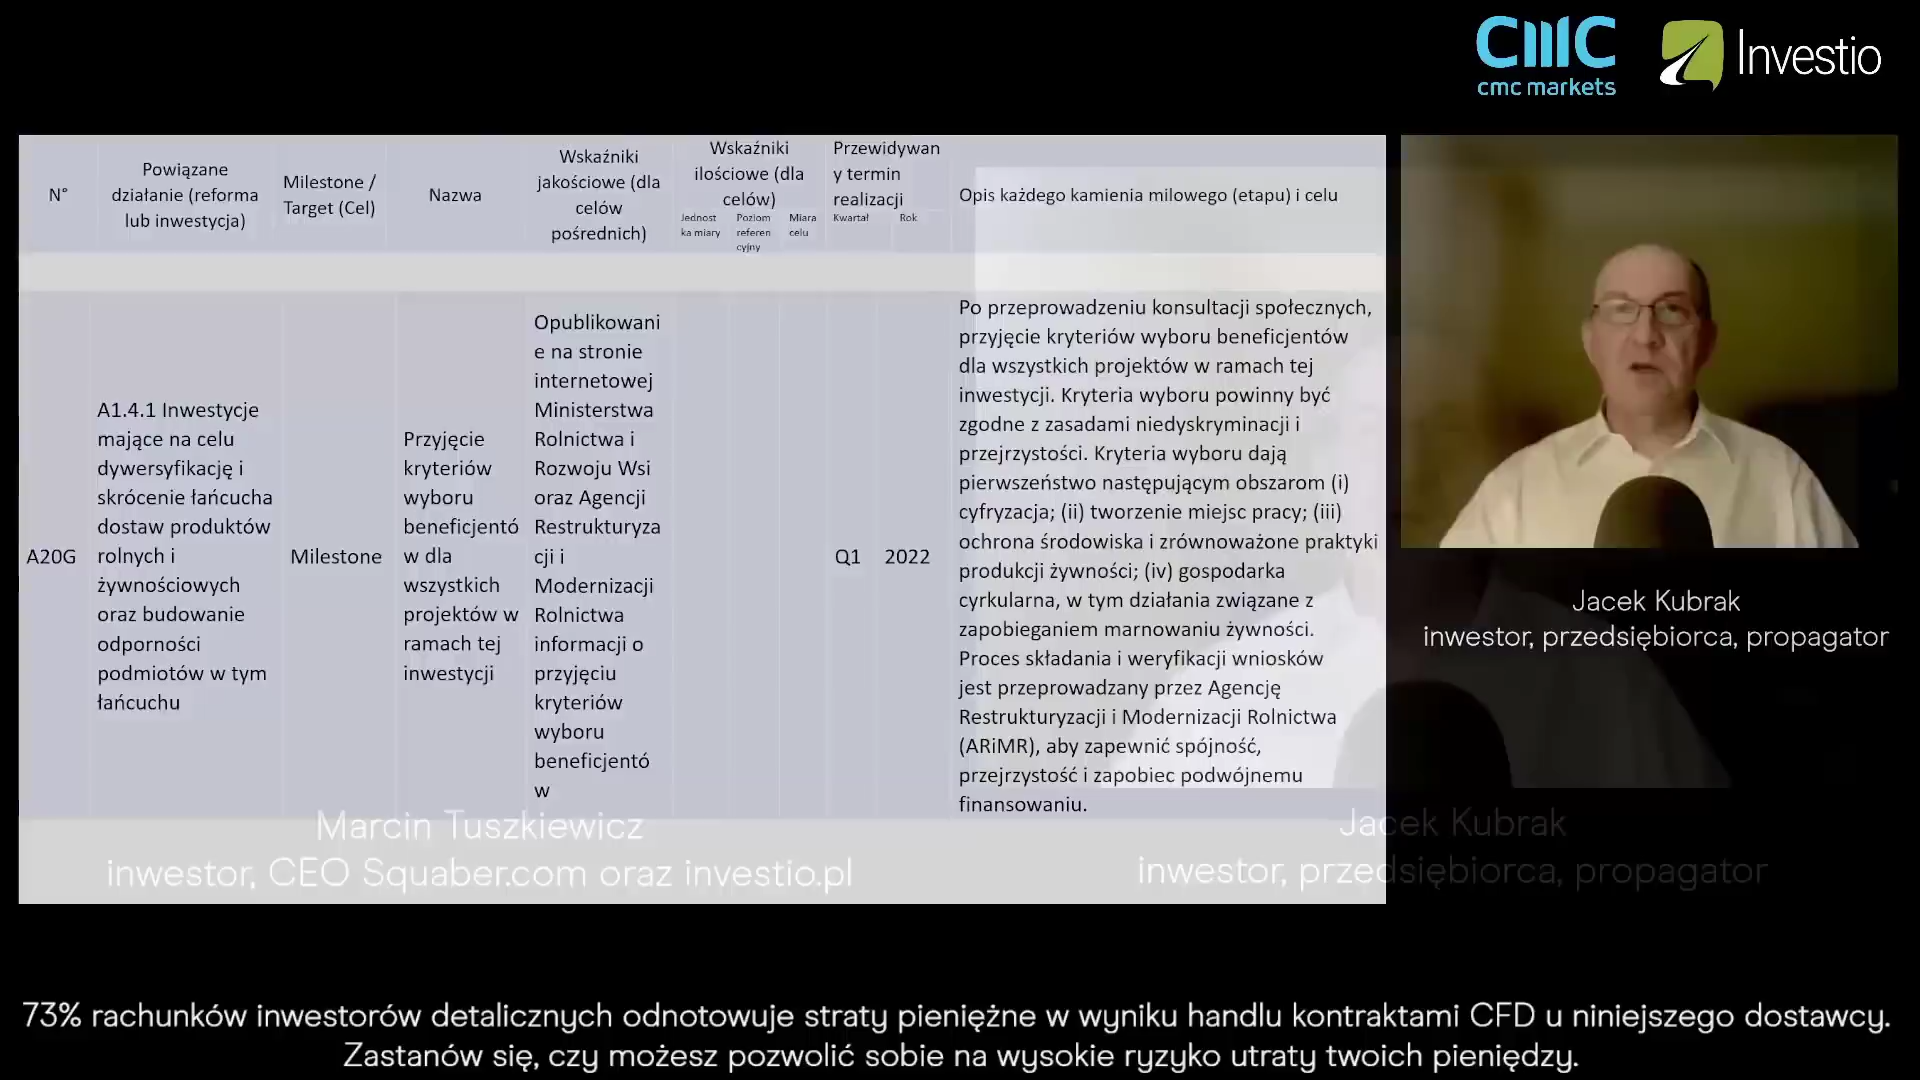 CMC
cmc markets
Investio
N°
Powiązane
działanie (reforma
lub inwestycja)
Milestone /
Target (Cel)
Nazwa
Wskaźniki
jakościowe (dla
celów
pośrednich)
Wskaźniki
ilościowe (dla
celów)
Jednost
ka miary
Poziom
referen
cyjny
Miara
celu
Przewidywan
y termin
realizacji
Kwartał
Rok
Opis każdego kamienia milowego (etapu) i celu
A20G
A1.4.1 Inwestycje
mające na celu
dywersyfikację i
skrócenie łańcucha
dostaw produktów
rolnych i
żywnościowych
oraz budowanie
odporności
podmiotów w tym
łańcuchu
Milestone
Przyjęcie
kryteriów
wyboru
beneficjentó
w dla
wszystkich
projektów w
ramach tej
inwestycji
Opublikowani
e na stronie
internetowej
Ministerstwa
Rolnictwa i
Rozwoju Wsi
oraz Agencji
Restrukturyza
cji i
Modernizacji
Rolnictwa
informacji o
przyjęciu
kryteriów
wyboru
beneficjentó
w
Q1
2022
Po przeprowadzeniu konsultacji społecznych,
przyjęcie kryteriów wyboru beneficjentów
dla wszystkich projektów w ramach tej
inwestycji. Kryteria wyboru powinny być
zgodne z zasadami niedyskryminacji i
przejrzystości. Kryteria wyboru dają
pierwszeństwo następującym obszarom (i)
cyfryzacja; (ii) tworzenie miejsc pracy; (iii)
ochrona środowiska i zrównoważone praktyki
produkcji żywności; (iv) gospodarka
cyrkularna, w tym działania związane z
zapobieganiem marnowaniu żywności.
Proces składania i weryfikacji wniosków
jest przeprowadzany przez Agencję
Restrukturyzacji i Modernizacji Rolnictwa
(ARiMR), aby zapewnić spójność,
przejrzystość i zapobiec podwójnemu
finansowaniu.
Jacek Kubrak
inwestor, przedsiębiorca, propagator
Marcin Tuszkiewicz
inwestor, CEO Squaber.com oraz investio.pl
Jacek Kubrak
inwestor, przedsiębiorca, propagator
73% rachunków inwestorów detalicznych odnotowuje straty pieniężne w wyniku handlu kontraktami CFD u niniejszego dostawcy.
Zastanów się, czy możesz pozwolić sobie na wysokie ryzyko utraty twoich pieniędzy.